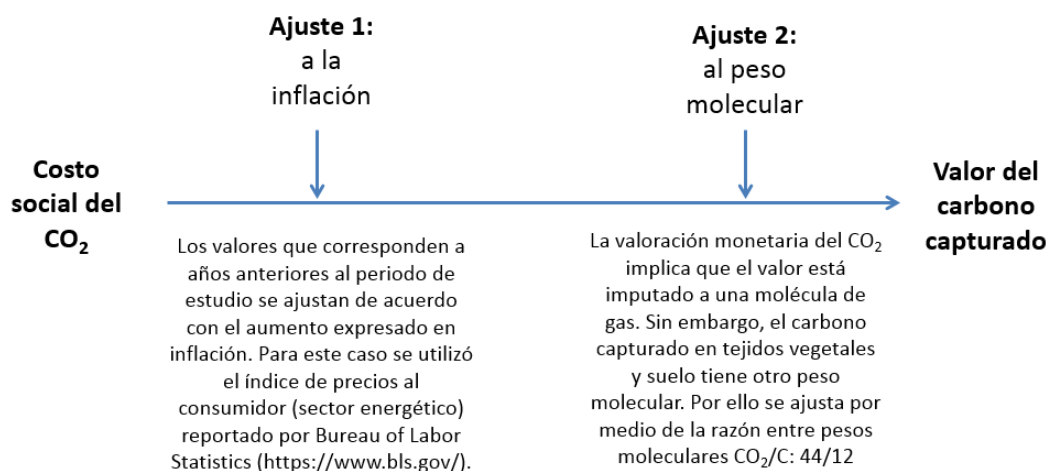 Ajuste 1:
a la
inflación
Ajuste 2:
al peso
molecular
Costo
social del
CO₂
Valor del
carbono
capturado
Los valores que corresponden a
años anteriores al periodo de
estudio se ajustan de acuerdo
con el aumento expresado en
inflación. Para este caso se utilizó
el índice de precios al
consumidor (sector energético)
reportado por Bureau of Labor
Statistics (https://www.bls.gov/).
La valoración monetaria del CO₂
implica que el valor está
imputado a una molécula de
gas. Sin embargo, el carbono
capturado en tejidos vegetales
y suelo tiene otro peso
molecular. Por ello se ajusta por
medio de la razón entre pesos
moleculares CO₂/C: 44/12